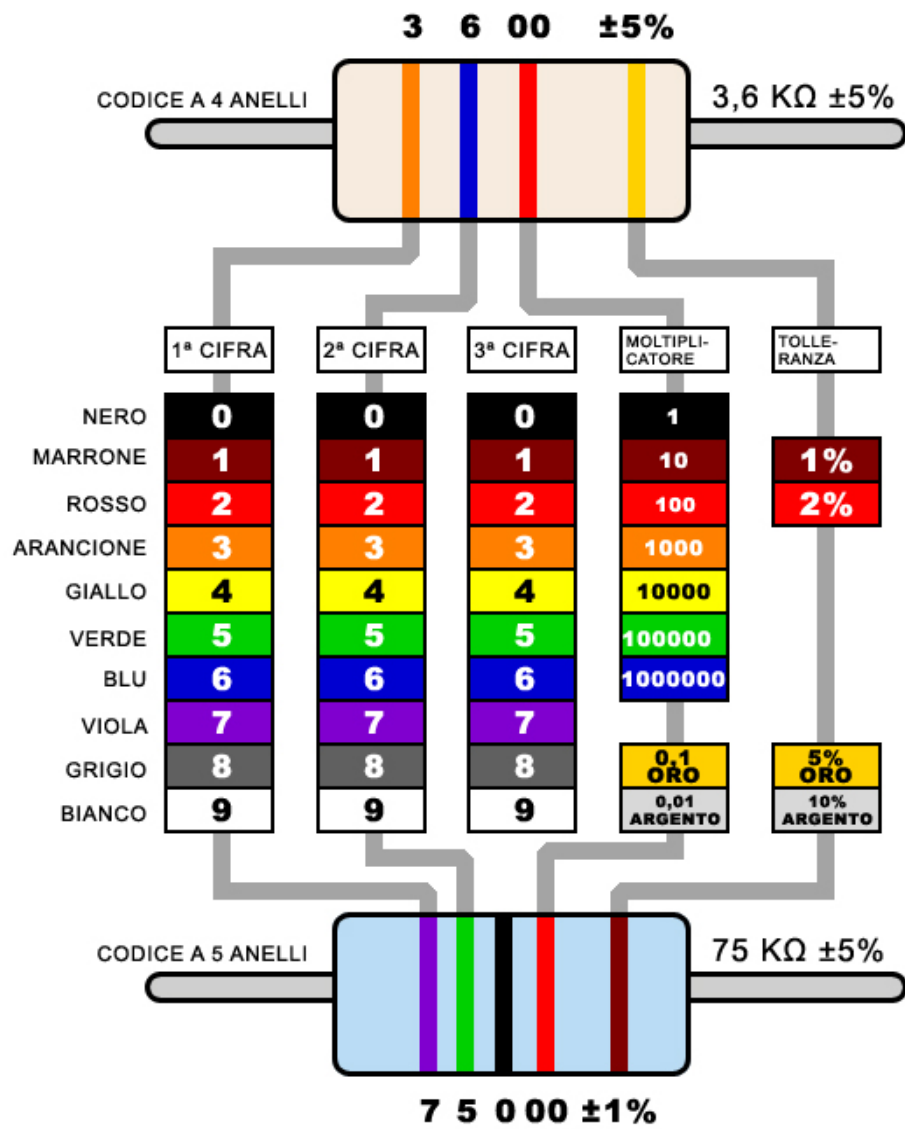 3 6 00 ±5%
CODICE A 4 ANELLI
3,6 KΩ ±5%
1ª CIFRA
2ª CIFRA
3ª CIFRA
MOLTIPLI-
CATORE
TOLLE-
RANZA
NERO 0 0 0 1
MARRONE 1 1 1 10 1%
ROSSO 2 2 2 100 2%
ARANCIONE 3 3 3 1000
GIALLO 4 4 4 10000
VERDE 5 5 5 100000
BLU 6 6 6 1000000
VIOLA 7 7 7
GRIGIO 8 8 8
0,1
ORO
5%
ORO
BIANCO 9 9 9
0,01
ARGENTO
10%
ARGENTO
CODICE A 5 ANELLI
75 KΩ ±5%
7 5 0 00 ±1%